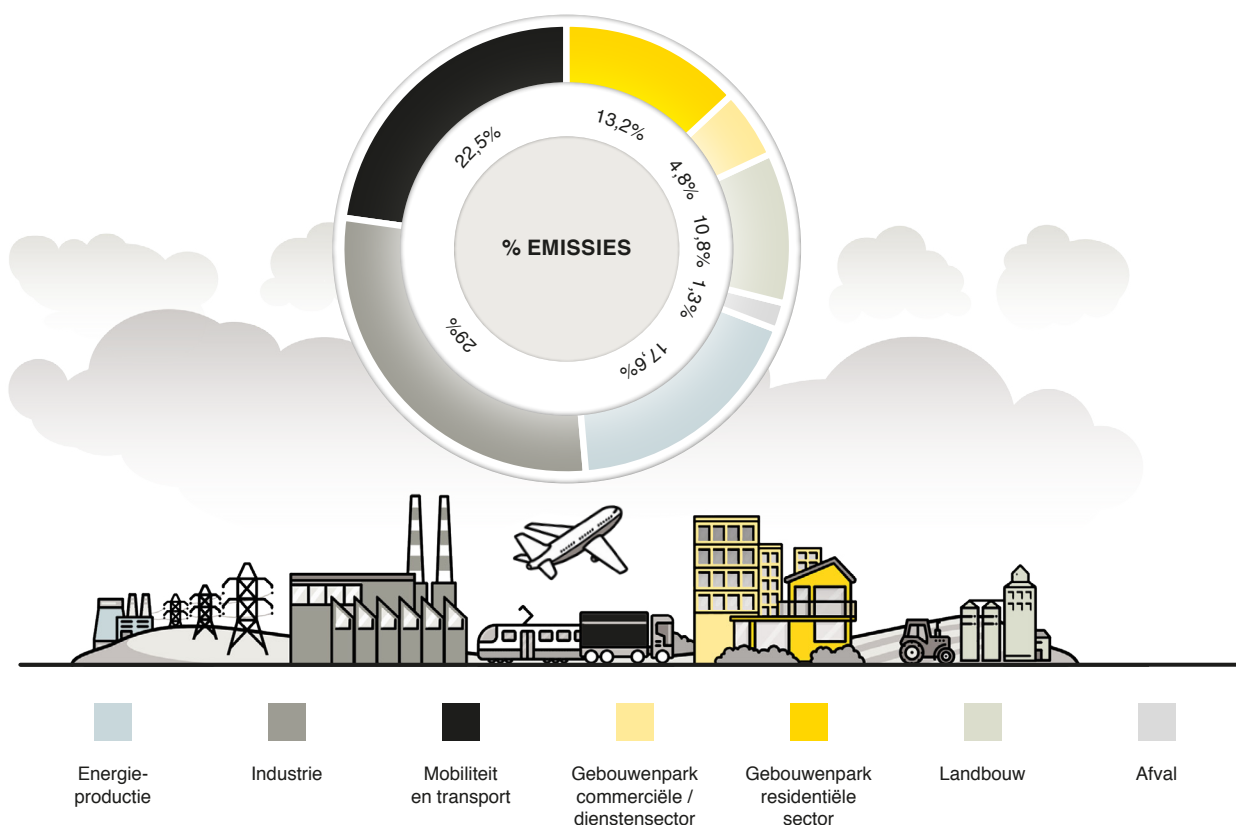 13,2%
4,8%
10,8%
1,3%
17,6%
29%
22,5%
% EMISSIES
Energie-
productie
Industrie
Mobiliteit
en transport
Gebouwenpark
commerciële /
dienstensector
Gebouwenpark
residentiële
sector
Landbouw
Afval